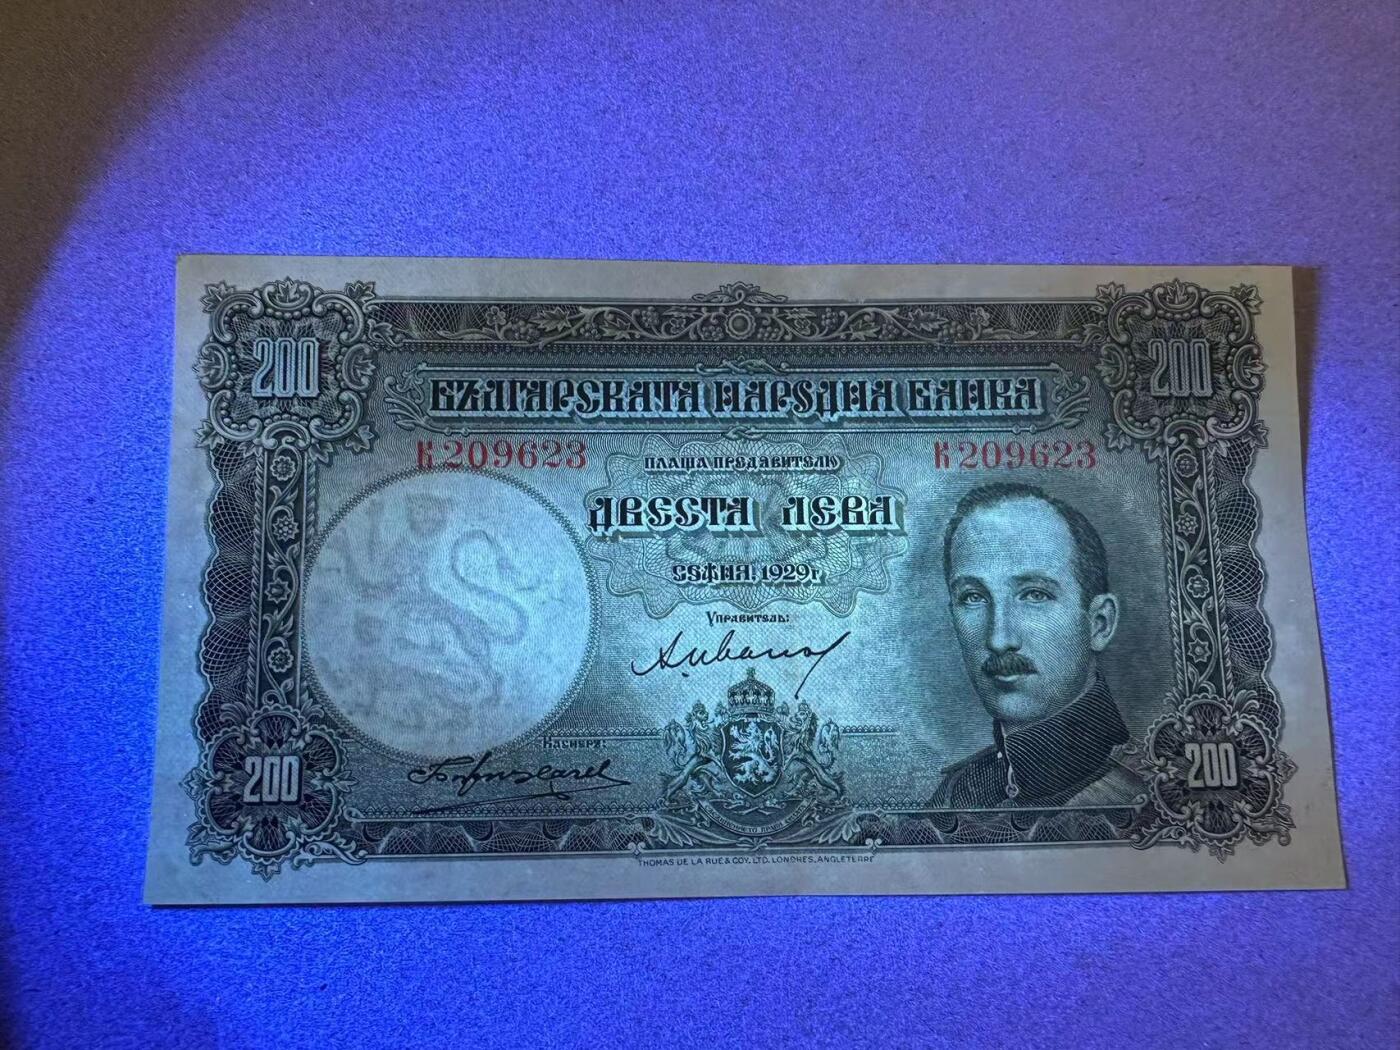 200 200
БЪЛГАРСКАТА НАРОДНА БАНКА
К 209623 К 209623
ПЛАЩА ПРЕДЯВИТЕЛЮ
ДВЕСТА ЛЕВА
СОФИЯ, 1929г
УПРАВИТЕЛЬ:
КАСИЕРЪ:
200 200
THOMAS DE LA RUE & COY. LTD. LONDRES, ANGLETERRE